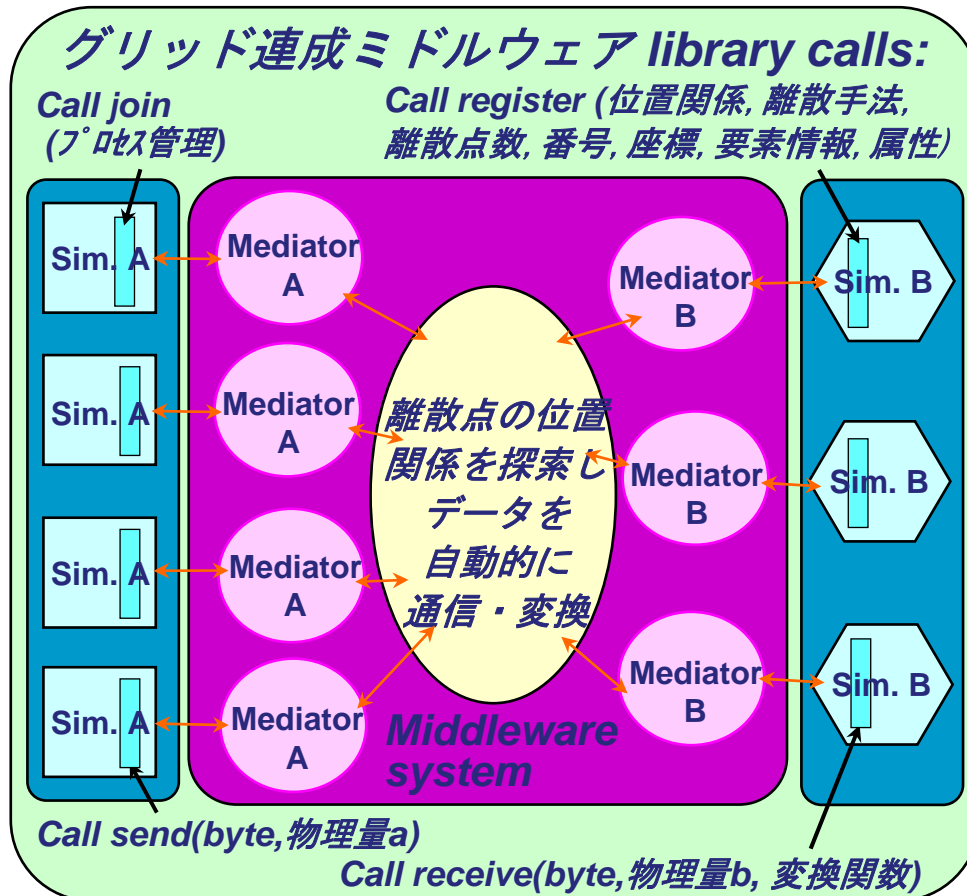 グリッド連成ミドルウェア library calls:
Call join
(プロセス管理)
Call register (位置関係, 離散手法,
離散点数, 番号, 座標, 要素情報, 属性)
Sim. A
Mediator
A
Mediator
B
Sim. B
Sim. A
Mediator
A
離散点の位置
関係を探索し
データを
自動的に
通信・変換
Mediator
B
Sim. B
Sim. A
Mediator
A
Sim. A
Mediator
A
Mediator
B
Sim. B
Middleware
system
Call send(byte,物理量a)
Call receive(byte,物理量b, 変換関数)